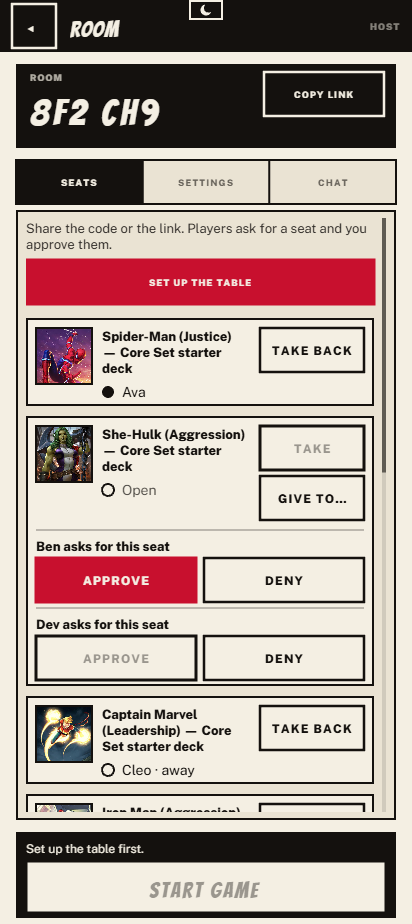 ROOM
HOST
ROOM
8F2 CH9
COPY LINK
SEATS
SETTINGS
CHAT
Share the code or the link. Players ask for a seat and you
approve them.
SET UP THE TABLE
Spider-Man (Justice)
— Core Set starter
deck
Ava
TAKE BACK
She-Hulk (Aggression)
— Core Set starter
deck
Open
TAKE
GIVE TO...
Ben asks for this seat
APPROVE
DENY
Dev asks for this seat
APPROVE
DENY
Captain Marvel
(Leadership) — Core
Set starter deck
Cleo · away
TAKE BACK
Iron Man (Aggression)
Set up the table first.
START GAME